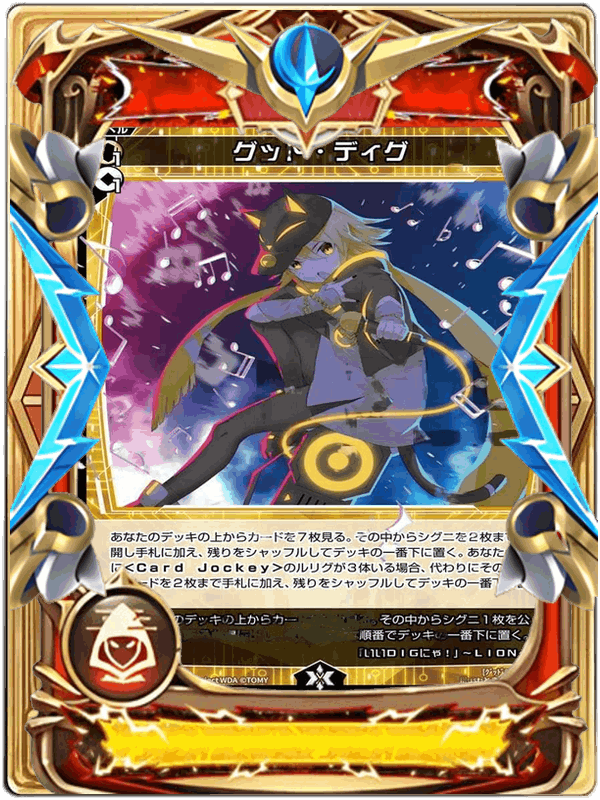 グッド・ディグ
あなたのデッキの上からカードを7枚見る。その中からシグニを2枚ま
開し手札に加え、残りをシャッフルしてデッキの一番下に置く。あなた
に<Card Jockey>のルリグが3体いる場合、代わりにその
ードを2枚まで手札に加え、残りをシャッフルしてデッキの一番下
のデッキの上からカー
その中からシグニ1枚を公
順番でデッキの一番下に置く。
「いいDIGにゃ!」~LION
ject WDA ©TOMY